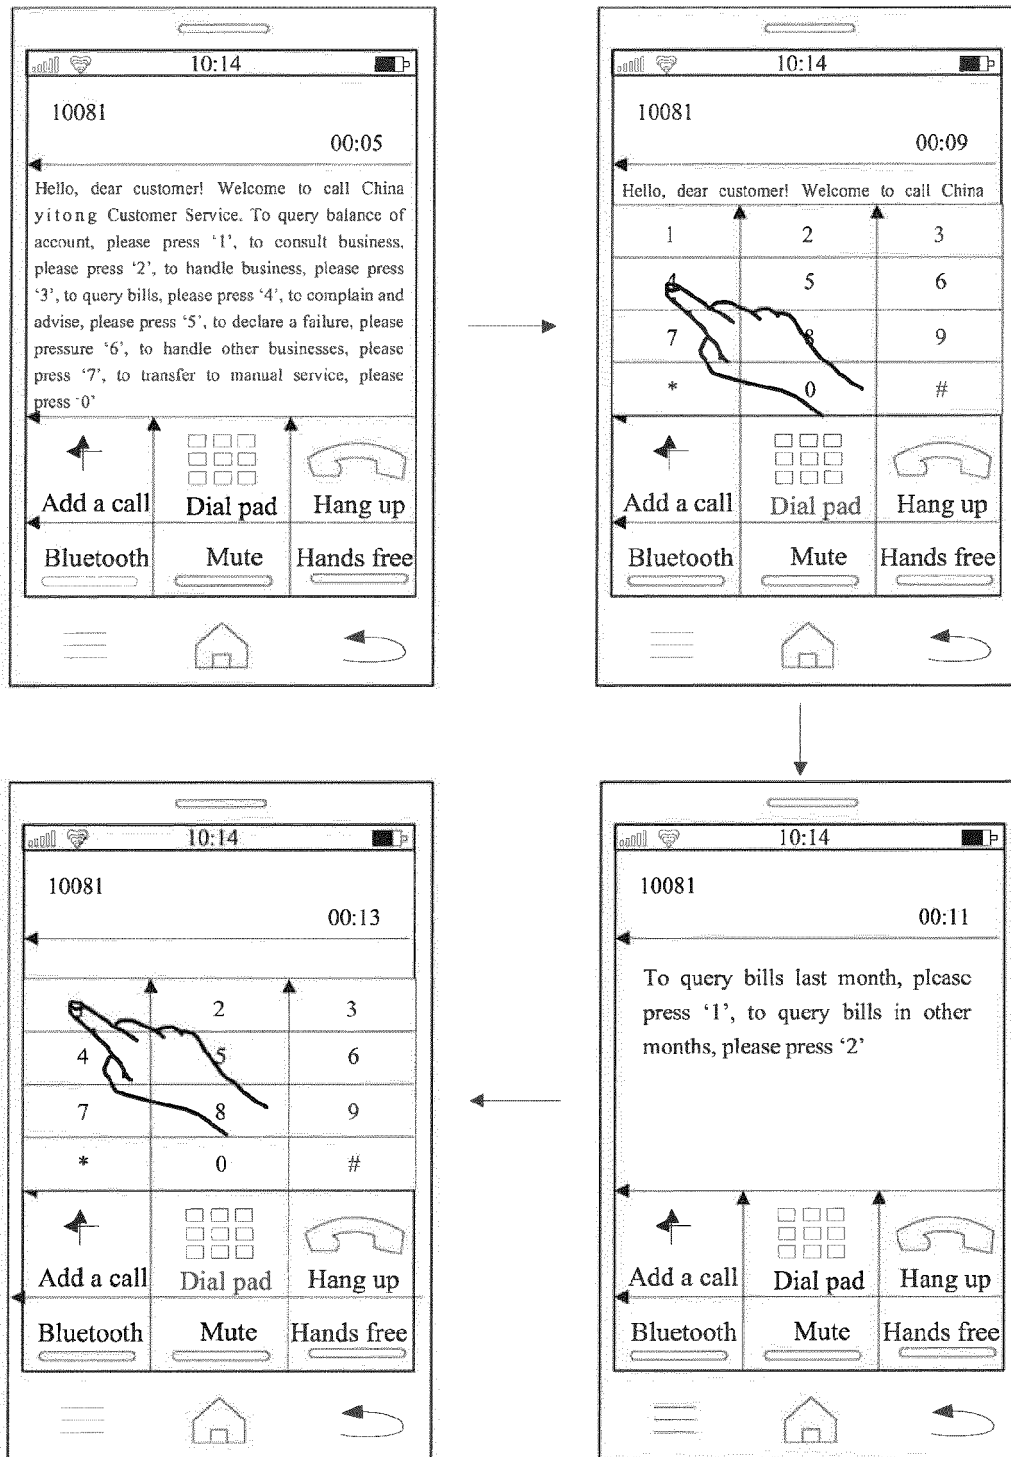 10:14
10081
00:05
Hello, dear customer! Welcome to call China
yitong Customer Service. To query balance of
account, please press ‘1’, to consult business,
please press ‘2’, to handle business, please press
‘3’, to query bills, please press ‘4’, to complain and
advise, please press ‘5’, to declare a failure, please
pressure ‘6’, to handle other businesses, please
press ‘7’, to transfer to manual service, please
press ‘0’
Add a call Dial pad Hang up
Bluetooth Mute Hands free
10:14
10081
00:09
Hello, dear customer! Welcome to call China
1 2 3
4 5 6
7 8 9
* 0 #
Add a call Dial pad Hang up
Bluetooth Mute Hands free
10:14
10081
00:11
To query bills last month, please
press ‘1’, to query bills in other
months, please press ‘2’
Add a call Dial pad Hang up
Bluetooth Mute Hands free
10:14
10081
00:13
2 3
4 5 6
7 8 9
* 0 #
Add a call Dial pad Hang up
Bluetooth Mute Hands free